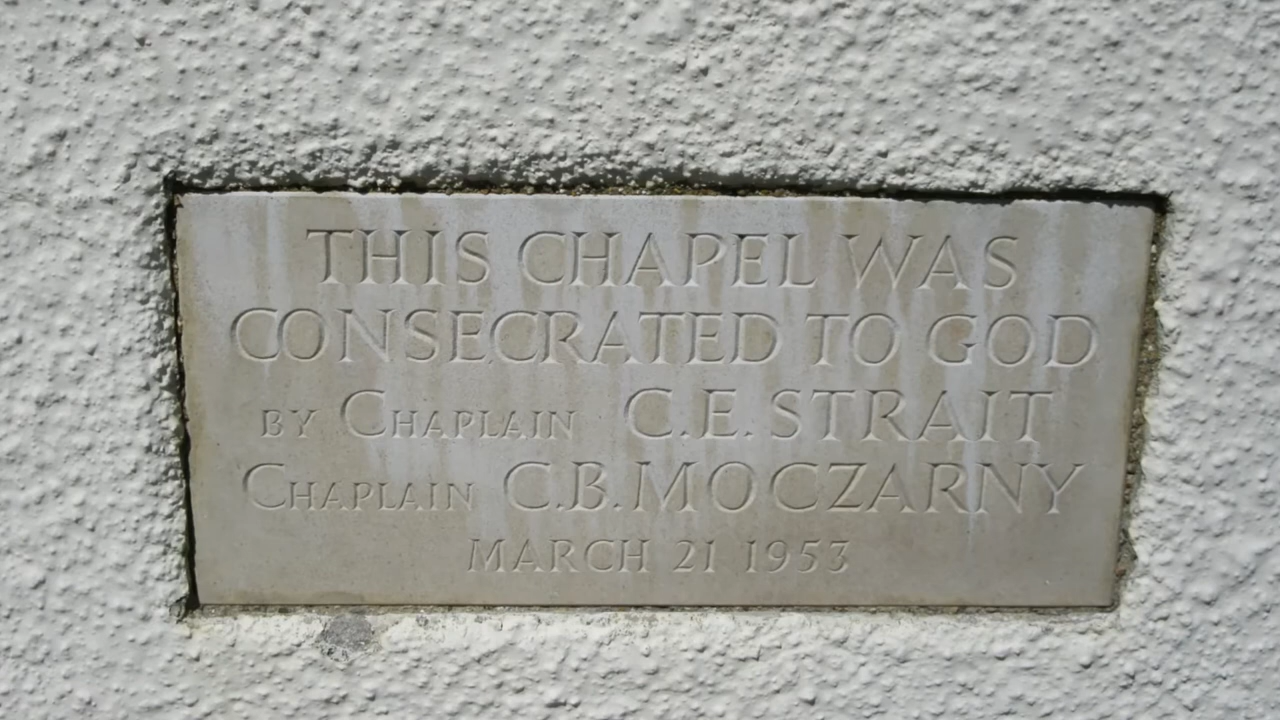 THIS CHAPEL WAS
CONSECRATED TO GOD
BY CHAPLAIN C.E. STRAIT
CHAPLAIN C.B. MOCZARNY
MARCH 21 1953